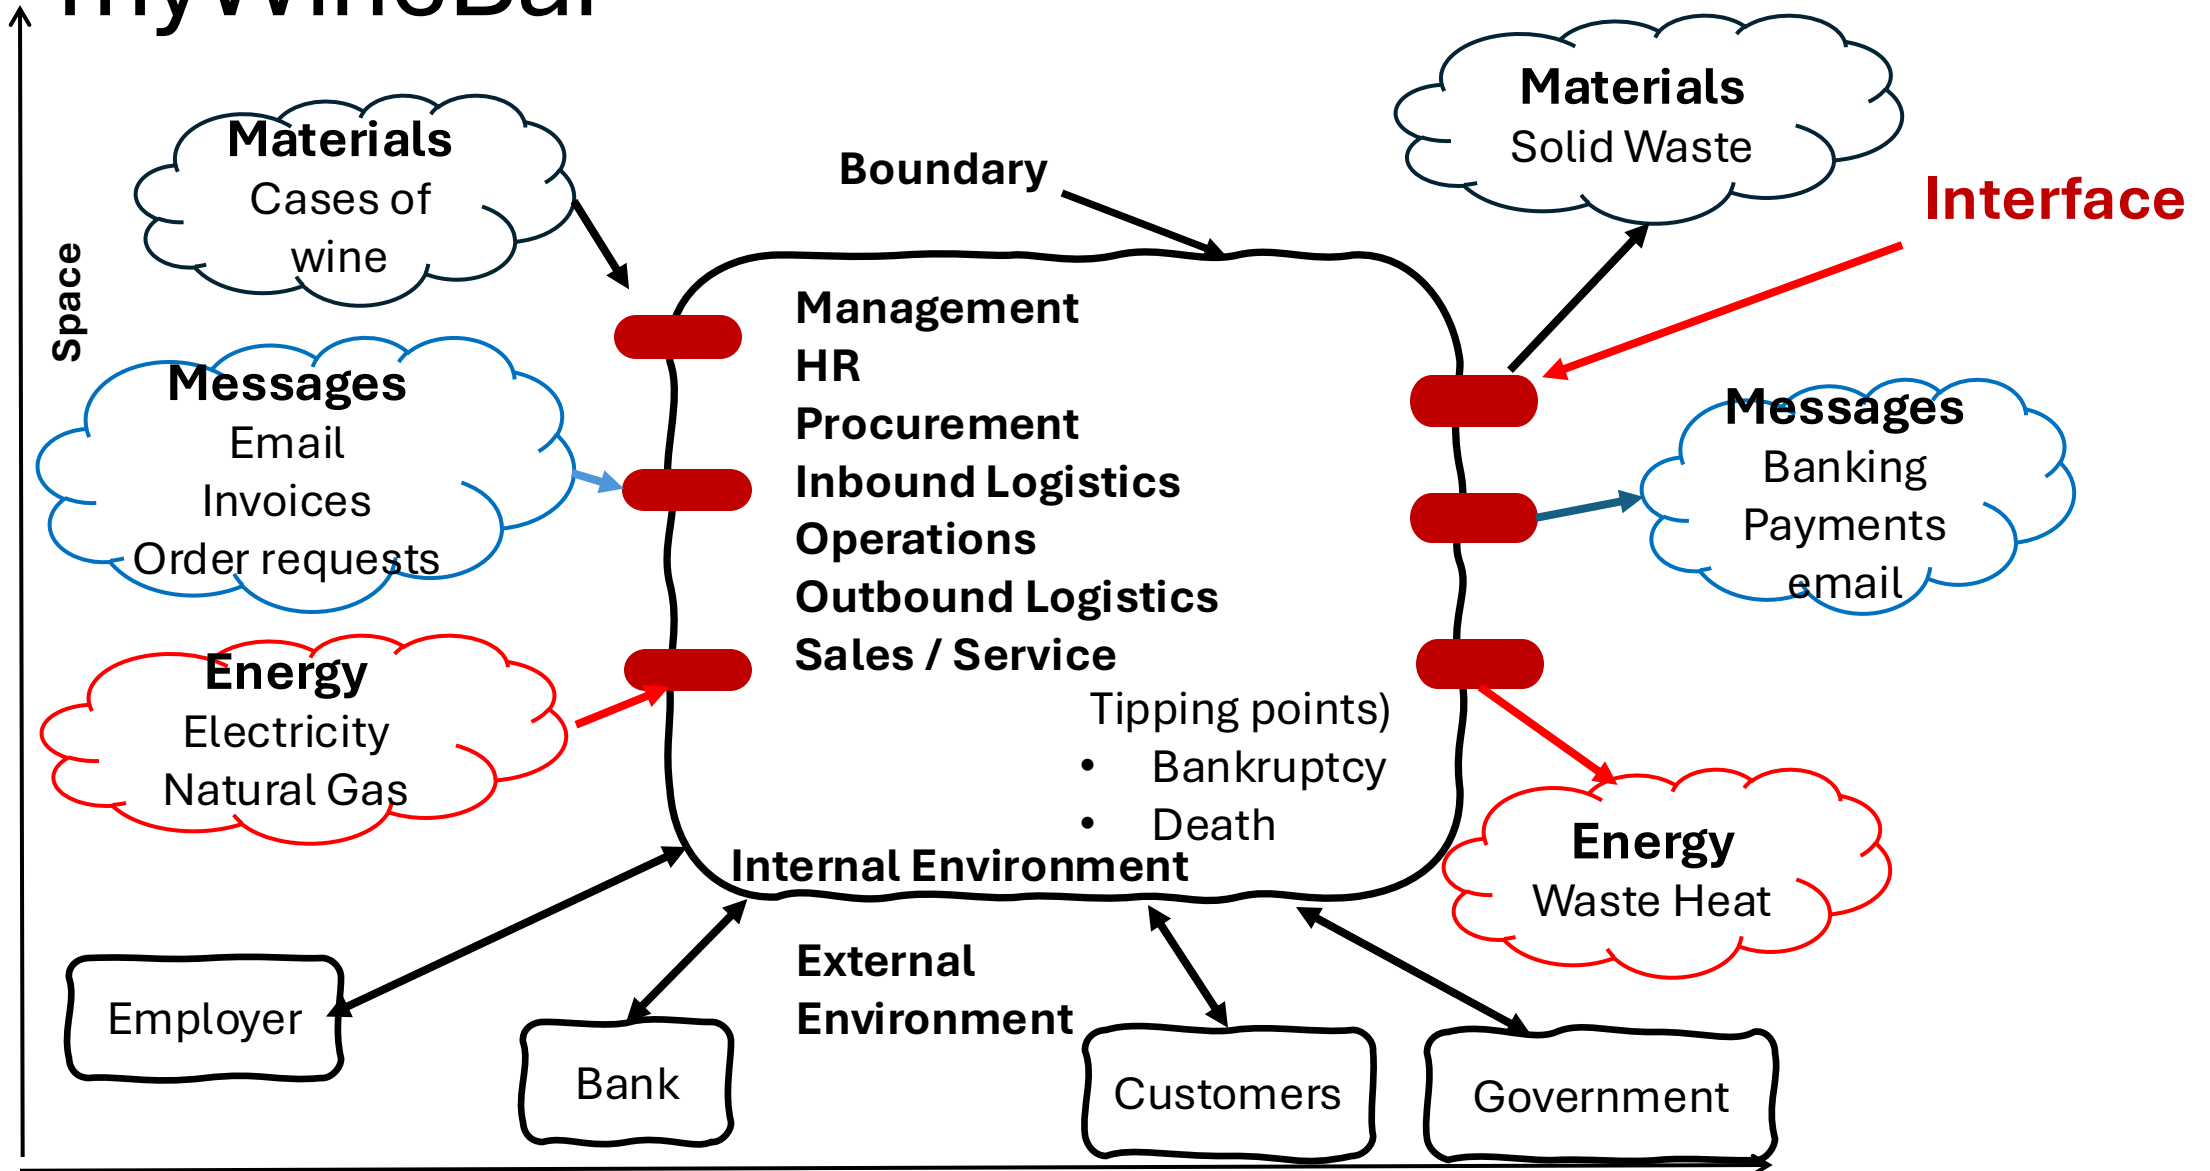 myWineBar
Materials
Cases of
wine
Space
Messages
Email
Invoices
Order requests
Energy
Electricity
Natural Gas
Boundary
Management
HR
Procurement
Inbound Logistics
Operations
Outbound Logistics
Sales / Service
Tipping points)
• Bankruptcy
• Death
Internal Environment
Materials
Solid Waste
Interface
Messages
Banking
Payments
email
Energy
Waste Heat
External
Environment
Employer
Bank
Customers
Government